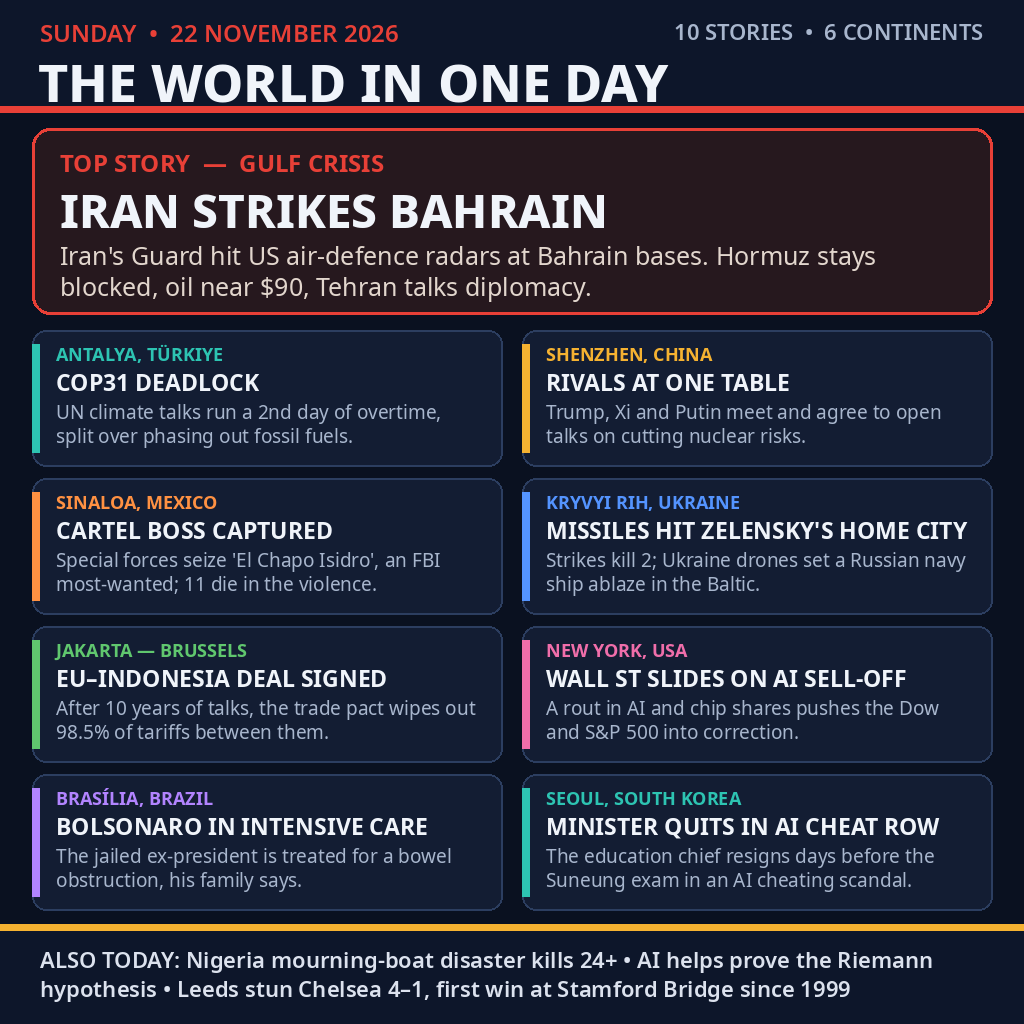 SUNDAY • 22 NOVEMBER 2026
10 STORIES • 6 CONTINENTS
THE WORLD IN ONE DAY
TOP STORY — GULF CRISIS
IRAN STRIKES BAHRAIN
Iran's Guard hit US air-defence radars at Bahrain bases. Hormuz stays
blocked, oil near $90, Tehran talks diplomacy.
ANTALYA, TÜRKIYE
COP31 DEADLOCK
UN climate talks run a 2nd day of overtime,
split over phasing out fossil fuels.
SHENZHEN, CHINA
RIVALS AT ONE TABLE
Trump, Xi and Putin meet and agree to open
talks on cutting nuclear risks.
SINALOA, MEXICO
CARTEL BOSS CAPTURED
Special forces seize 'El Chapo Isidro', an FBI
most-wanted; 11 die in the violence.
KRYVYI RIH, UKRAINE
MISSILES HIT ZELENSKY'S HOME CITY
Strikes kill 2; Ukraine drones set a Russian navy
ship ablaze in the Baltic.
JAKARTA — BRUSSELS
EU–INDONESIA DEAL SIGNED
After 10 years of talks, the trade pact wipes out
98.5% of tariffs between them.
NEW YORK, USA
WALL ST SLIDES ON AI SELL-OFF
A rout in AI and chip shares pushes the Dow
and S&P 500 into correction.
BRASÍLIA, BRAZIL
BOLSONARO IN INTENSIVE CARE
The jailed ex-president is treated for a bowel
obstruction, his family says.
SEOUL, SOUTH KOREA
MINISTER QUITS IN AI CHEAT ROW
The education chief resigns days before the
Suneung exam in an AI cheating scandal.
ALSO TODAY: Nigeria mourning-boat disaster kills 24+ • AI helps prove the Riemann
hypothesis • Leeds stun Chelsea 4–1, first win at Stamford Bridge since 1999